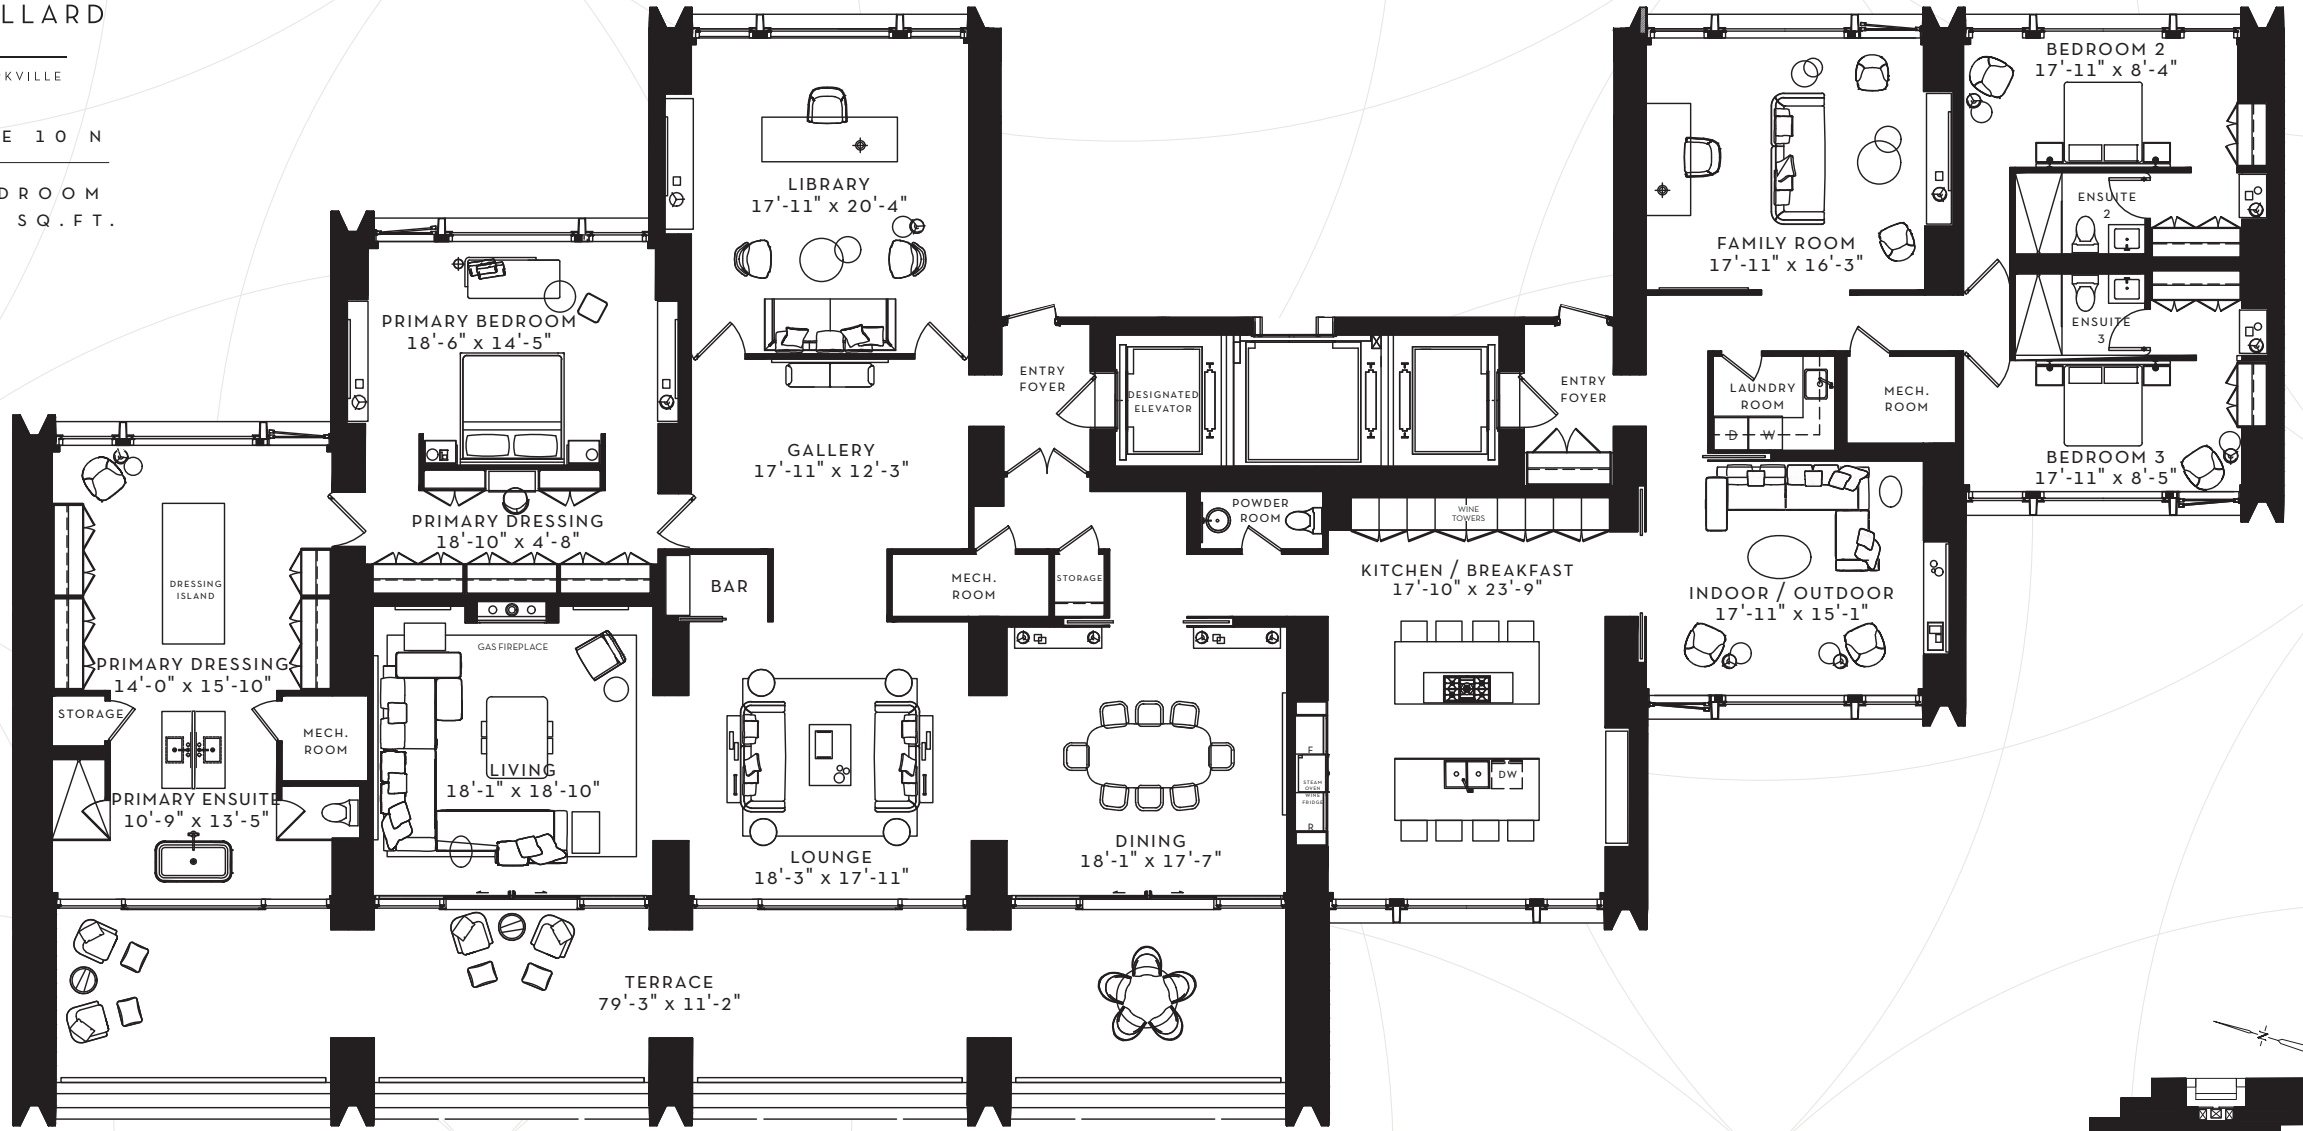 LLARD
KVILLE
E 10 N
DROOM
SQ.FT.
LIBRARY
17'-11" x 20'-4"
PRIMARY BEDROOM
18'-6" x 14'-5"
GALLERY
17'-11" x 12'-3"
ENTRY
FOYER
DESIGNATED
ELEVATOR
ENTRY
FOYER
FAMILY ROOM
17'-11" x 16'-3"
BEDROOM 2
17'-11" x 8'-4"
ENSUITE
2
ENSUITE
3
LAUNDRY
ROOM
D W
MECH.
ROOM
BEDROOM 3
17'-11" x 8'-5"
PRIMARY DRESSING
18'-10" x 4'-8"
POWDER
ROOM
WINE
TOWERS
DRESSING
ISLAND
BAR
MECH.
ROOM
STORAGE
KITCHEN / BREAKFAST
17'-10" x 23'-9"
INDOOR / OUTDOOR
17'-11" x 15'-1"
GAS FIREPLACE
PRIMARY DRESSING
14'-0" x 15'-10"
STORAGE
MECH.
ROOM
LIVING
18'-1" x 18'-10"
F
STEAM
OVEN
WINE
FRIDGE
R
DW
PRIMARY ENSUITE
10'-9" x 13'-5"
LOUNGE
18'-3" x 17'-11"
DINING
18'-1" x 17'-7"
TERRACE
79'-3" x 11'-2"
N